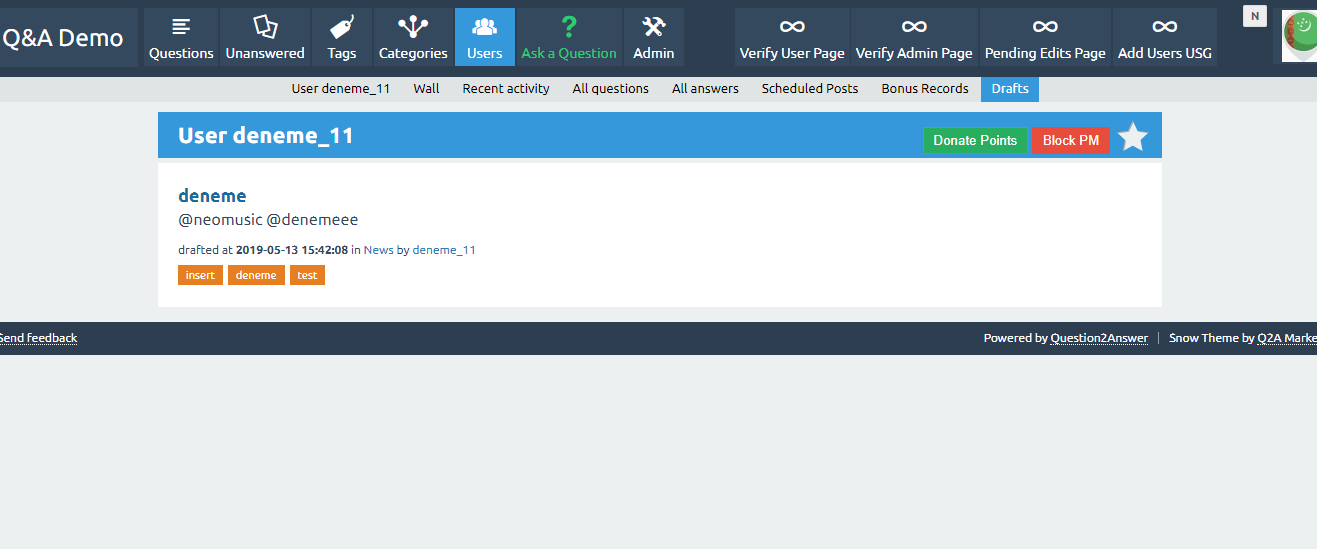 Q&A Demo
Questions
Unanswered
Tags
Categories
Users
?
Ask a Question
Admin
Verify User Page
Verify Admin Page
Pending Edits Page
Add Users USG
N
User deneme_11
Wall
Recent activity
All questions
All answers
Scheduled Posts
Bonus Records
Drafts
User deneme_11
Donate Points
Block PM
deneme
@neomusic @denemeee
drafted at 2019-05-13 15:42:08 in News by deneme_11
insert deneme test
Send feedback
Powered by Question2Answer | Snow Theme by Q2A Marke